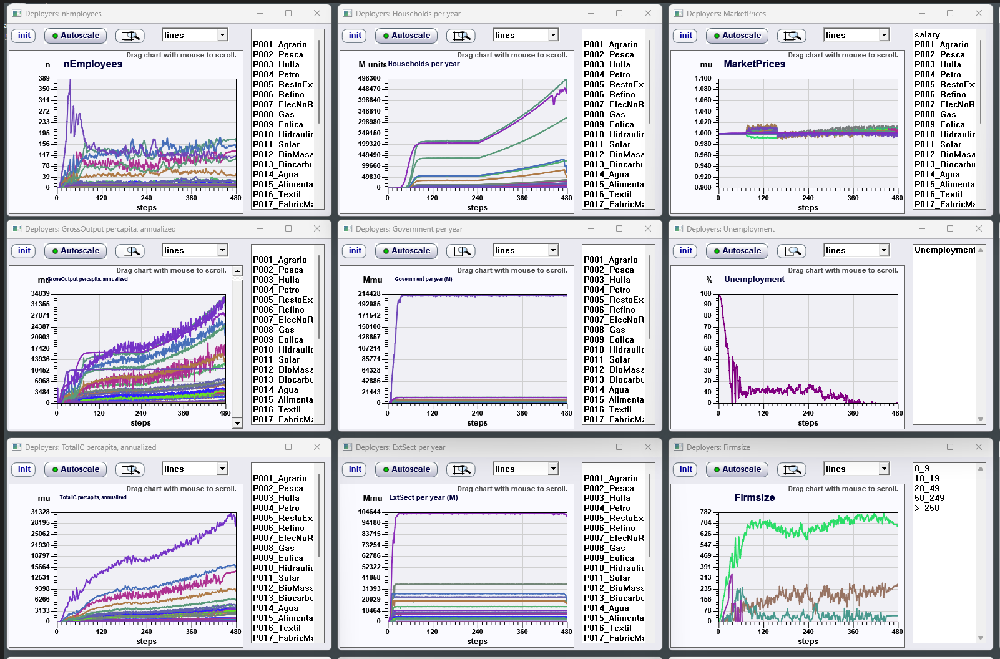 Deployers: nEmployees
init
Autoscale
lines
Drag chart with mouse to scroll.
n nEmployees
389
350
311
272
233
195
156
117
78
39
0
0 120 240 360 480
steps
P001_Agrario
P002_Pesca
P003_Hulla
P004_Petro
P005_RestoEx
P006_Refino
P007_ElecNoR
P008_Gas
P009_Eolica
P010_Hidraulic
P011_Solar
P012_BioMasa
P013_Biocarbu
P014_Agua
P015_Alimenta
P016_Textil
P017_FabricMa
Deployers: Households per year
init
Autoscale
lines
Drag chart with mouse to scroll.
M units Households per year
498300
448470
398640
348810
298980
249150
199320
149490
99660
49830
0
0 120 240 360 480
steps
P001_Agrario
P002_Pesca
P003_Hulla
P004_Petro
P005_RestoEx
P006_Refino
P007_ElecNoR
P008_Gas
P009_Eolica
P010_Hidraulic
P011_Solar
P012_BioMasa
P013_Biocarbu
P014_Agua
P015_Alimenta
P016_Textil
P017_FabricMa
Deployers: MarketPrices
init
Autoscale
lines
Drag chart with mouse to scroll.
mu MarketPrices
1.100
1.080
1.060
1.040
1.020
1.000
0.980
0.960
0.940
0.920
0.900
0 120 240 360 480
steps
salary
P001_Agrario
P002_Pesca
P003_Hulla
P004_Petro
P005_RestoEx
P006_Refino
P007_ElecNoR
P008_Gas
P009_Eolica
P010_Hidraulic
P011_Solar
P012_BioMasa
P013_Biocarbu
P014_Agua
P015_Alimenta
P016_Textil
P017_FabricMa
Deployers: GrossOutput percapita, annualized
init
Autoscale
lines
Drag chart with mouse to scroll.
mu GrossOutput percapita, annualized
34839
31355
27871
24387
20903
17420
13936
10452
6968
3484
0
0 120 240 360 480
steps
P001_Agrario
P002_Pesca
P003_Hulla
P004_Petro
P005_RestoEx
P006_Refino
P007_ElecNoR
P008_Gas
P009_Eolica
P010_Hidraulic
P011_Solar
P012_BioMasa
P013_Biocarbu
P014_Agua
P015_Alimenta
P016_Textil
P017_FabricMa
Deployers: Government per year
init
Autoscale
lines
Drag chart with mouse to scroll.
Mmu Government per year (M)
214428
192985
171542
150100
128657
107214
85771
64328
42886
21443
0
0 120 240 360 480
steps
P001_Agrario
P002_Pesca
P003_Hulla
P004_Petro
P005_RestoEx
P006_Refino
P007_ElecNoR
P008_Gas
P009_Eolica
P010_Hidraulic
P011_Solar
P012_BioMasa
P013_Biocarbu
P014_Agua
P015_Alimenta
P016_Textil
P017_FabricMa
Deployers: Unemployment
init
Autoscale
lines
Drag chart with mouse to scroll.
% Unemployment
100
90
80
70
60
50
40
30
20
10
0
0 120 240 360 480
steps
Unemployment
Deployers: TotalIC percapita, annualized
init
Autoscale
lines
Drag chart with mouse to scroll.
mu TotalIC percapita, annualized
31328
28195
25062
21930
18797
15664
12531
9398
6266
3133
0
0 120 240 360 480
steps
P001_Agrario
P002_Pesca
P003_Hulla
P004_Petro
P005_RestoEx
P006_Refino
P007_ElecNoR
P008_Gas
P009_Eolica
P010_Hidraulic
P011_Solar
P012_BioMasa
P013_Biocarbu
P014_Agua
P015_Alimenta
P016_Textil
P017_FabricMa
Deployers: ExtSect per year
init
Autoscale
lines
Drag chart with mouse to scroll.
Mmu ExtSect per year (M)
104644
94180
83715
73251
62786
52322
41858
31393
20929
10464
0
0 120 240 360 480
steps
P001_Agrario
P002_Pesca
P003_Hulla
P004_Petro
P005_RestoEx
P006_Refino
P007_ElecNoR
P008_Gas
P009_Eolica
P010_Hidraulic
P011_Solar
P012_BioMasa
P013_Biocarbu
P014_Agua
P015_Alimenta
P016_Textil
P017_FabricMa
Deployers: Firmsize
init
Autoscale
lines
Drag chart with mouse to scroll.
Firmsize
782
704
626
547
469
391
313
235
156
78
0
0 120 240 360 480
steps
0_9
10_19
20_49
50_249
>=250